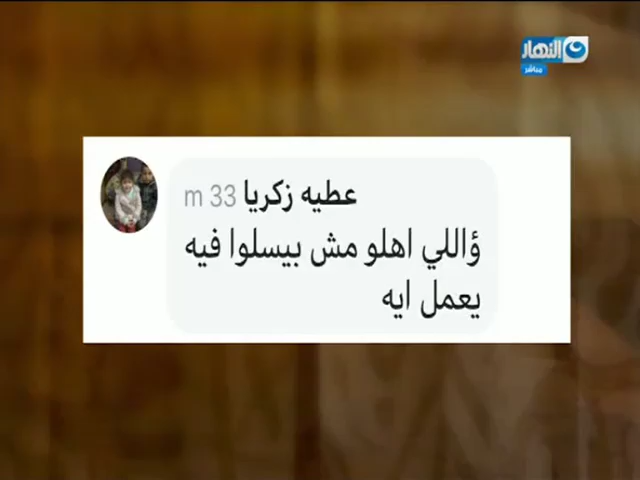 النهار
مباشر
عطيه زكريا 33 m
ؤاللي اهلو مش بيسلوا فيه
يعمل ايه